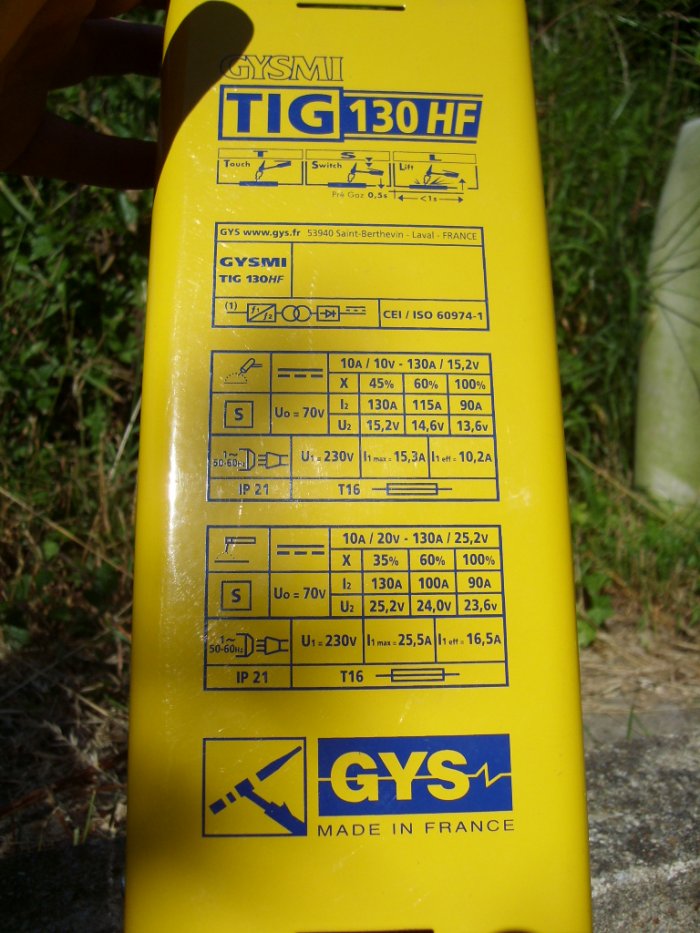 GYSMI
TIG 130 HF
T S L
Touch Switch Lift
Pré Gaz 0,5s <1s
GYS www.gys.fr 53940 Saint-Berthevin - Laval - FRANCE
GYSMI
TIG 130HF
(1) f1 f2 CEI / ISO 60974-1
10A / 10V - 130A / 15,2V
X 45% 60% 100%
S U0 = 70V I2 130A 115A 90A
U2 15,2V 14,6V 13,6V
1~ 50-60Hz U1 = 230V I1 max = 15,3A I1 eff = 10,2A
IP 21 T16
10A / 20V - 130A / 25,2V
X 35% 60% 100%
S U0 = 70V I2 130A 100A 90A
U2 25,2V 24,0V 23,6V
1~ 50-60Hz U1 = 230V I1 max = 25,5A I1 eff = 16,5A
IP 21 T16
GYS
MADE IN FRANCE